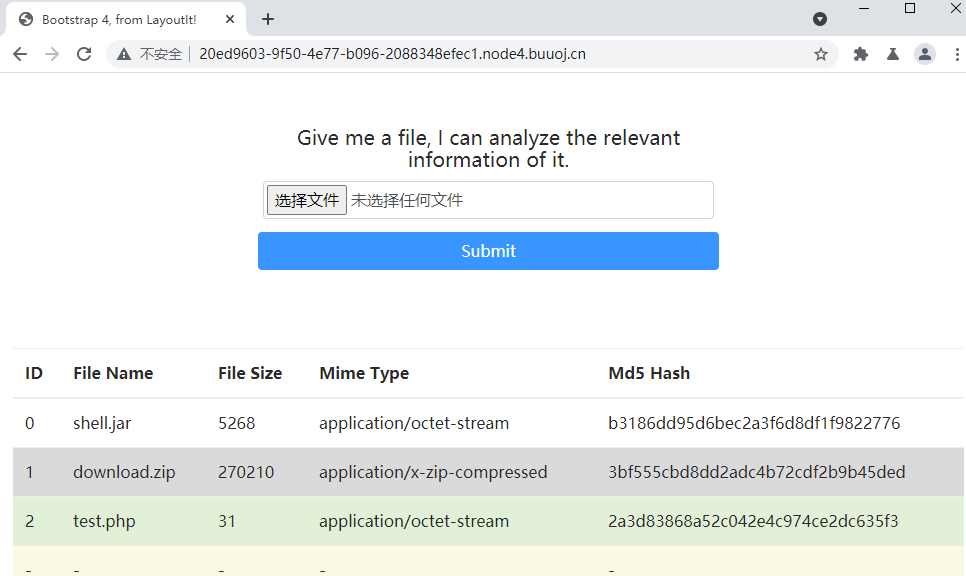 Bootstrap 4, from LayoutIt!
不安全 20ed9603-9f50-4e77-b096-2088348efec1.node4.buuoj.cn
Give me a file, I can analyze the relevant
information of it.
选择文件 未选择任何文件
Submit
ID File Name File Size Mime Type Md5 Hash
0 shell.jar 5268 application/octet-stream b3186dd95d6bec2a3f6d8df1f9822776
1 download.zip 270210 application/x-zip-compressed 3bf555cbd8dd2adc4b72cdf2b9b45ded
2 test.php 31 application/octet-stream 2a3d83868a52c042e4c974ce2dc635f3
- - - - -